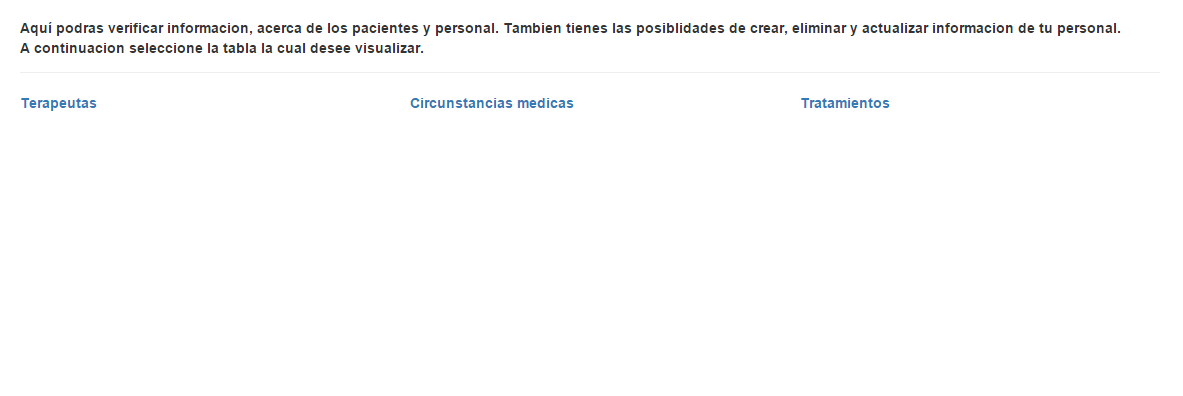 Aquí podras verificar informacion, acerca de los pacientes y personal. Tambien tienes las posiblidades de crear, eliminar y actualizar informacion de tu personal.
A continuacion seleccione la tabla la cual desee visualizar.
Terapeutas Circunstancias medicas Tratamientos